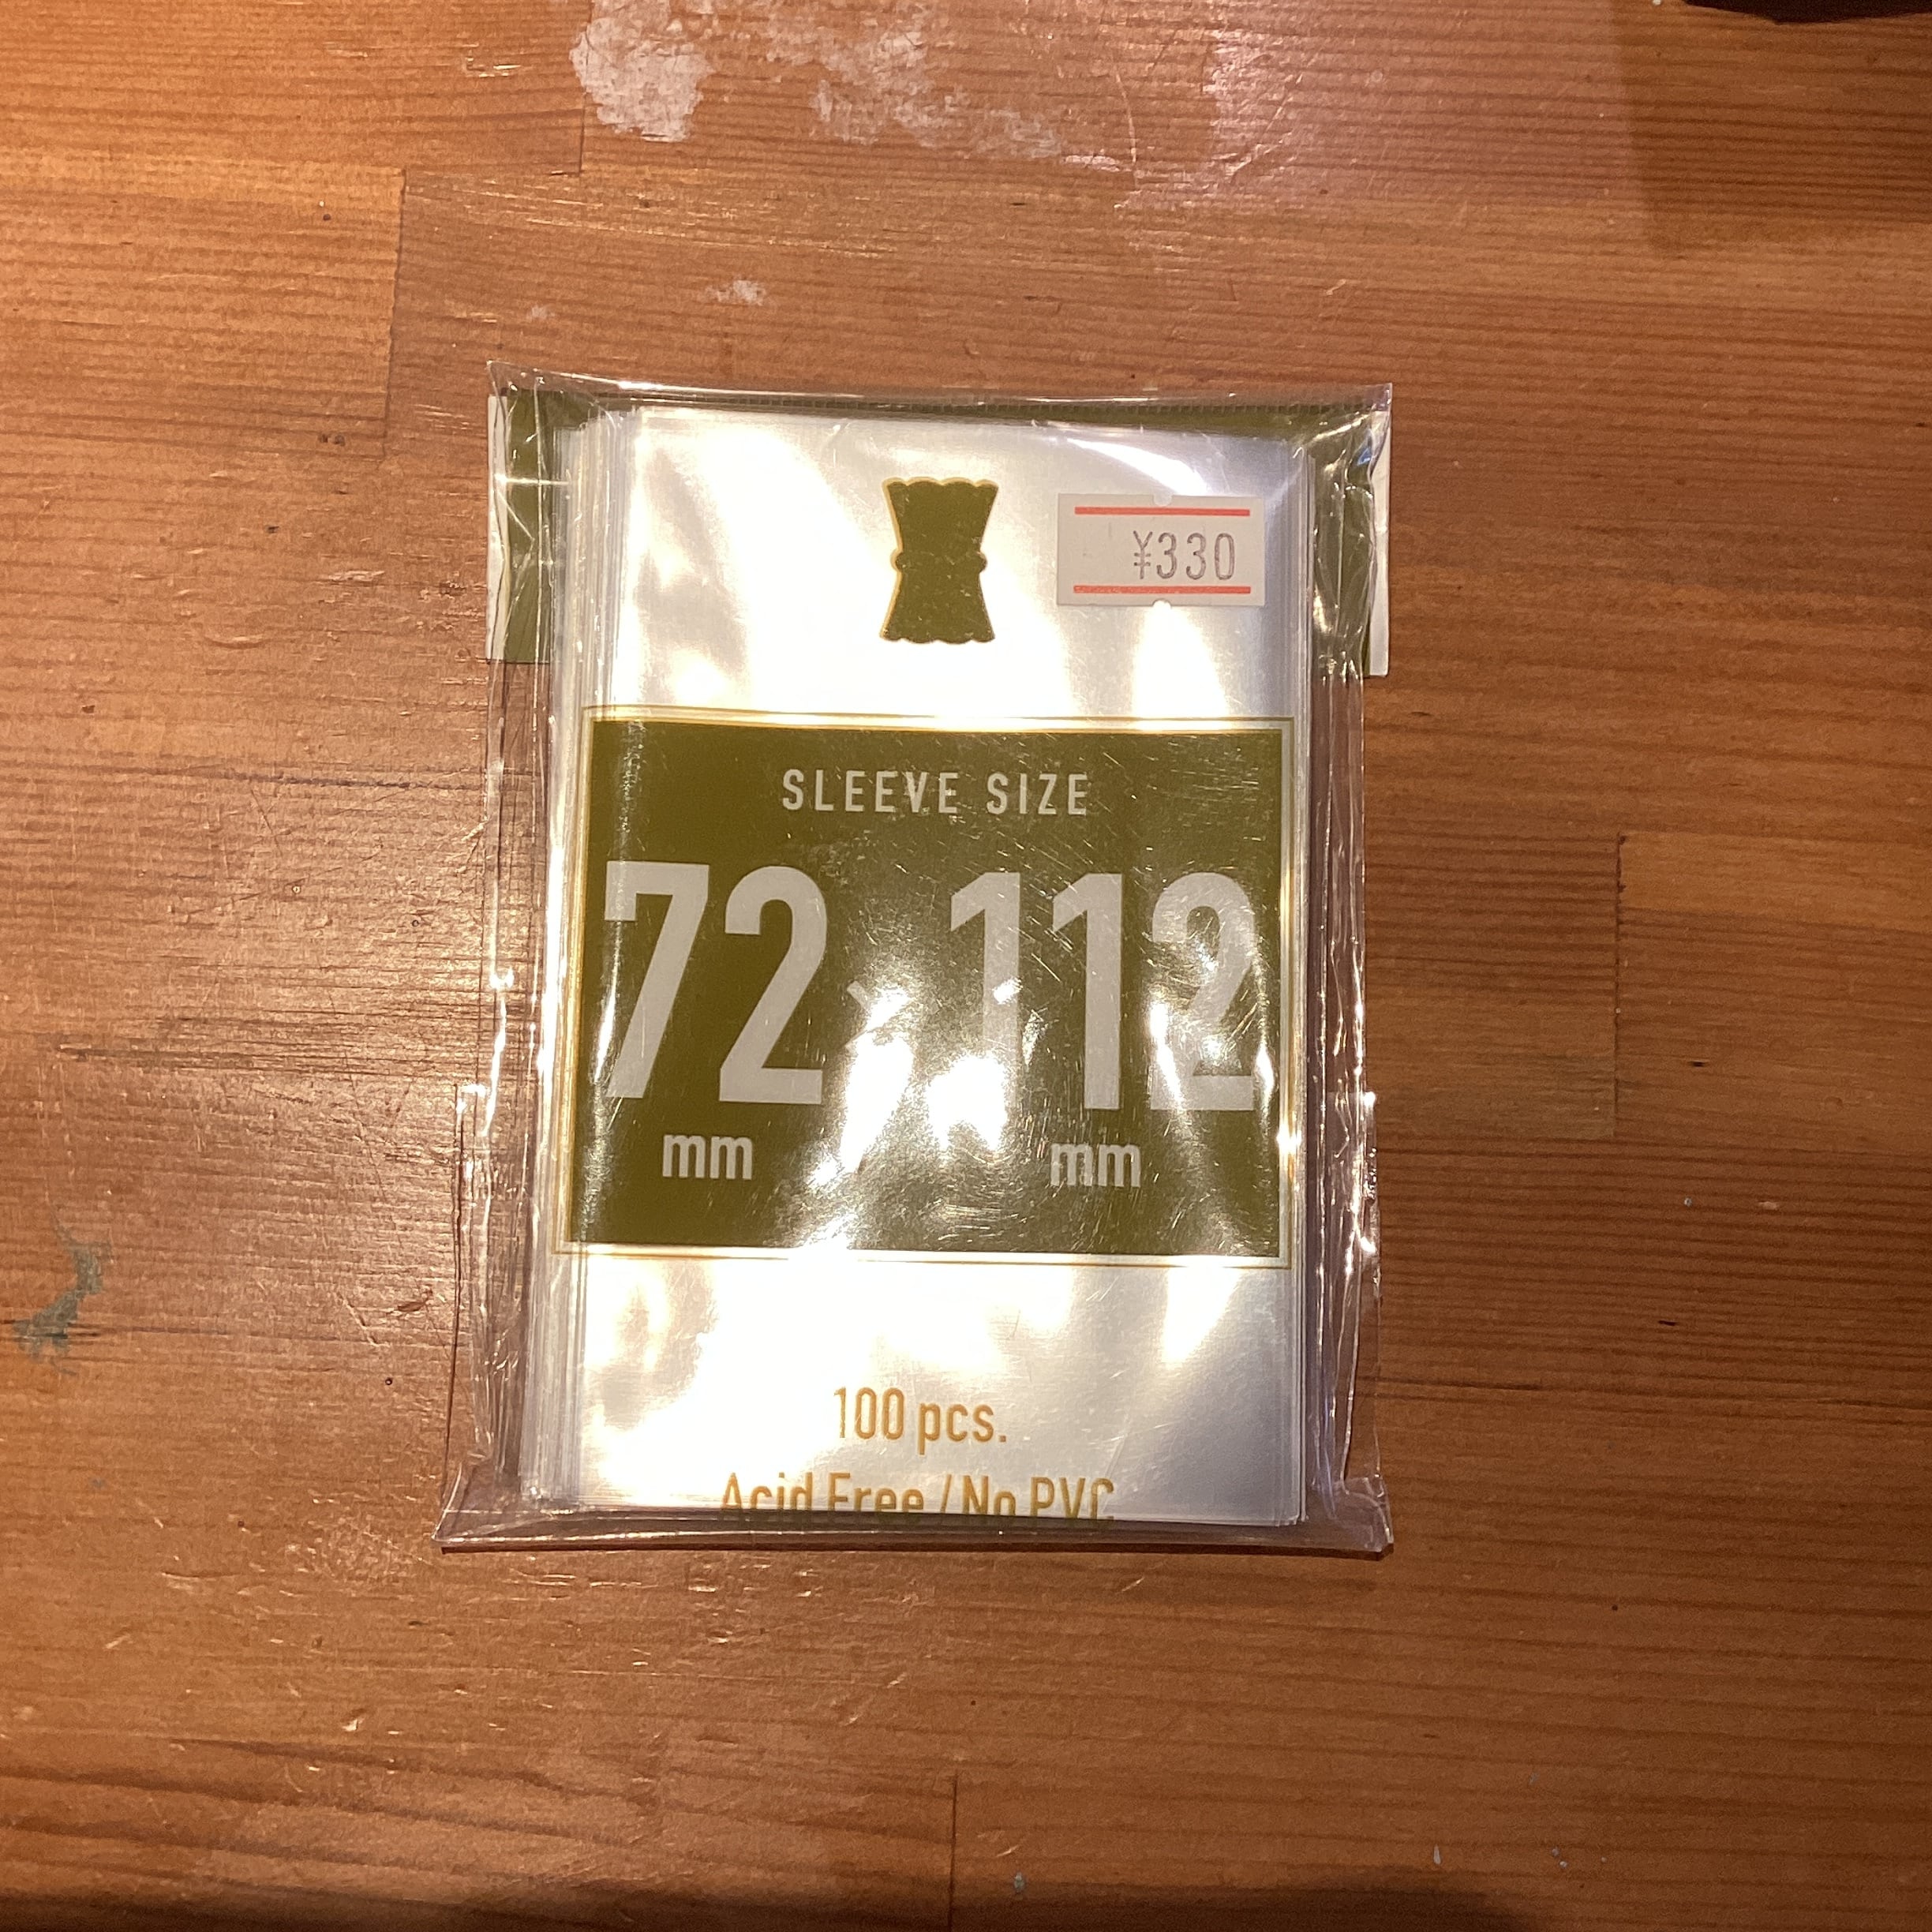 ¥330
SLEEVE SIZE
72 × 112
mm mm
100 pcs.
Acid Free / No PVC